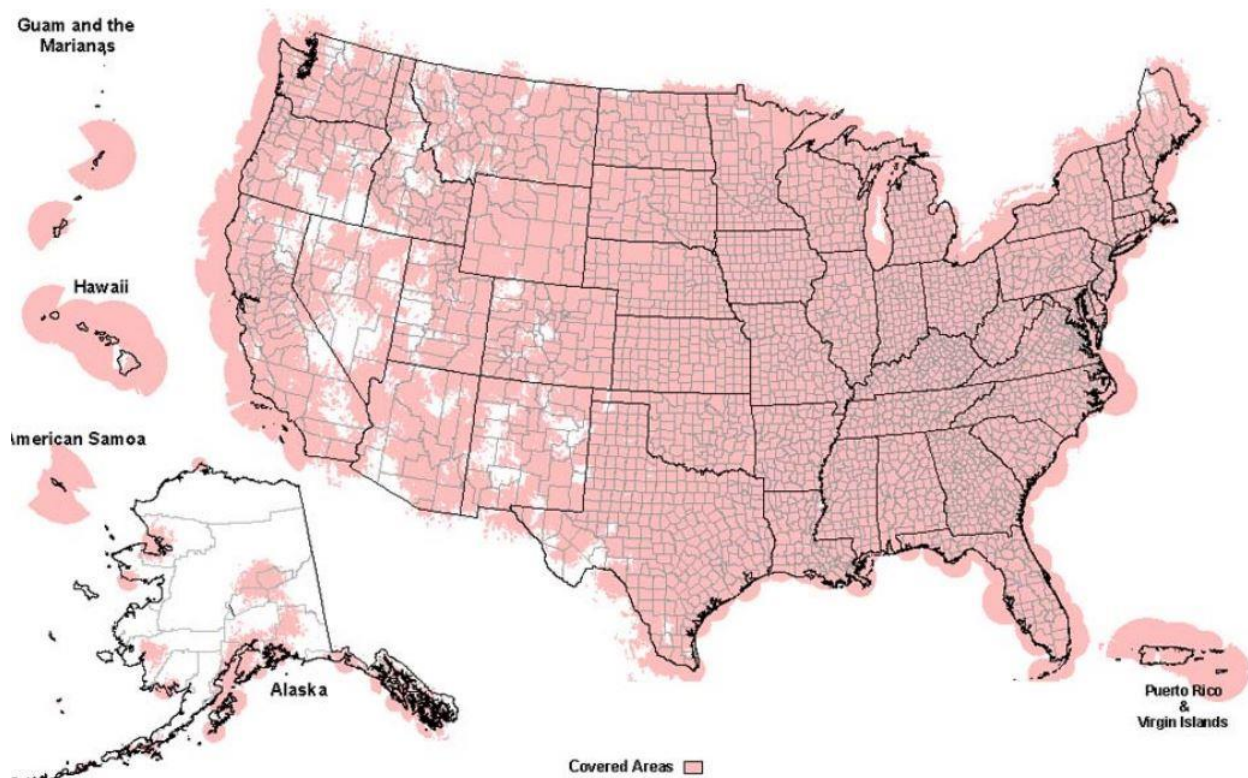 Guam and the
Marianas
Hawaii
American Samoa
Alaska
Puerto Rico
&
Virgin Islands
Covered Areas